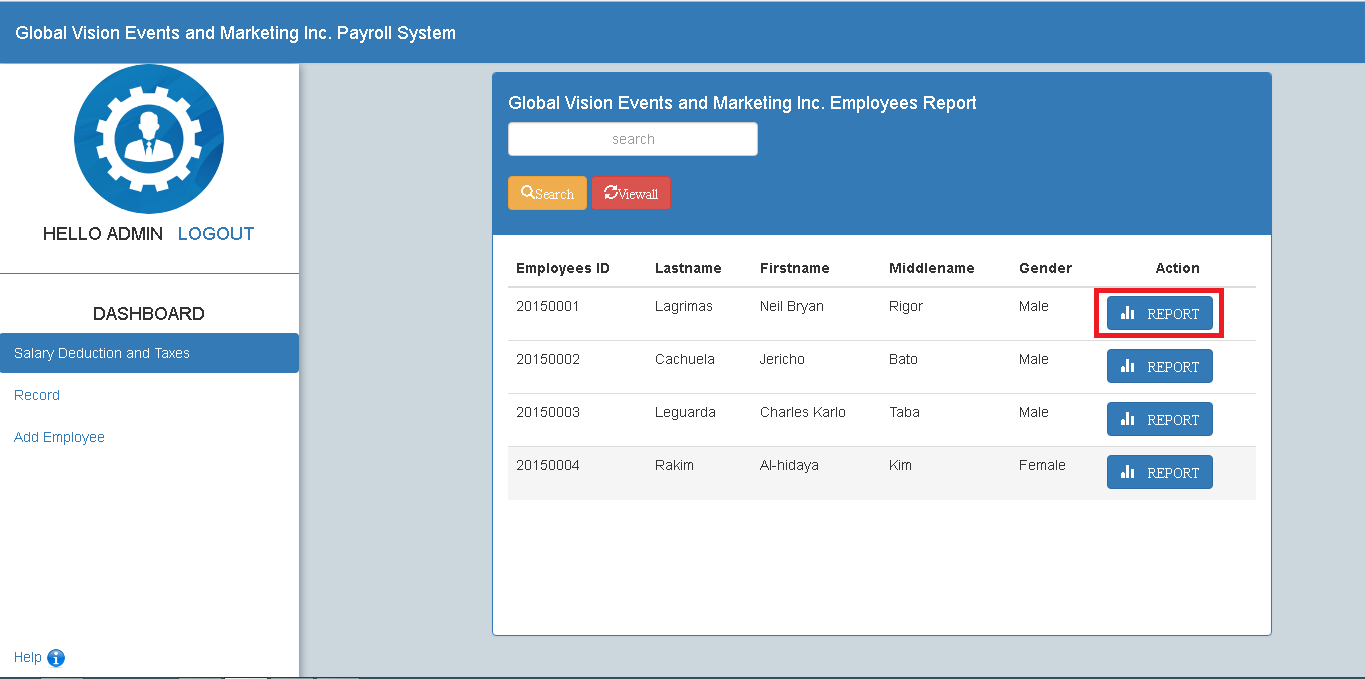 Global Vision Events and Marketing Inc. Payroll System
HELLO ADMIN LOGOUT
DASHBOARD
Salary Deduction and Taxes
Record
Add Employee
Help
Global Vision Events and Marketing Inc. Employees Report
search
Search Viewall
Employees ID Lastname Firstname Middlename Gender Action
20150001 Lagrimas Neil Bryan Rigor Male REPORT
20150002 Cachuela Jericho Bato Male REPORT
20150003 Leguarda Charles Karlo Taba Male REPORT
20150004 Rakim Al-hidaya Kim Female REPORT